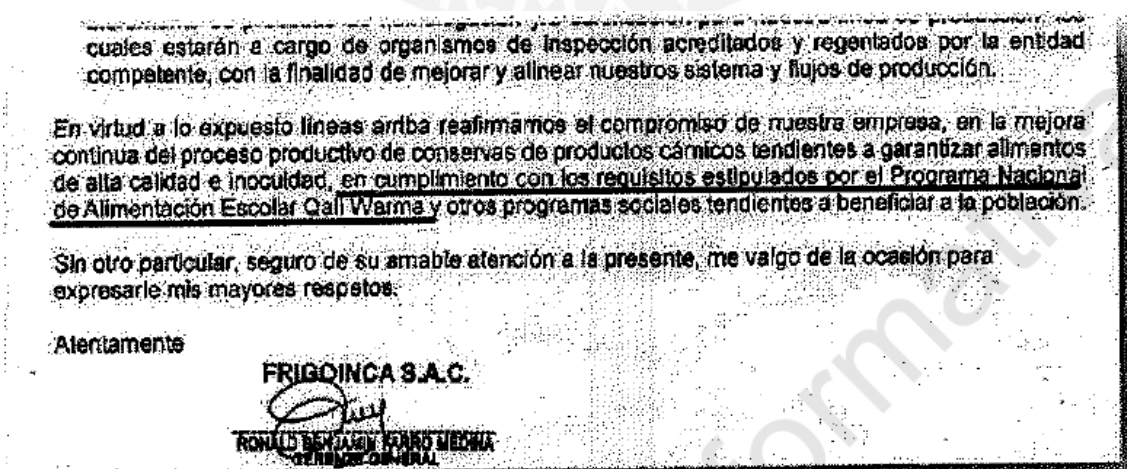 cuales estarán a cargo de organismos de inspección acreditados y regentados por la entidad
competente, con la finalidad de mejorar y alinear nuestros sistema y flujos de producción.
En virtud a lo expuesto líneas arriba reafirmamos el compromiso de nuestra empresa, en la mejora
continua del proceso productivo de conservas de productos cárnicos tendientes a garantizar alimentos
de alta calidad e inocuidad, en cumplimiento con los requisitos estipulados por el Programa Nacional
de Alimentación Escolar Qali Warma y otros programas sociales tendientes a beneficiar a la población.
Sin otro particular, seguro de su amable atención a la presente, me valgo de la ocasión para
expresarle mis mayores respetos.
Atentamente
FRIGOINCA S.A.C.
RONALD BENJAMIN MEDINA
GERENTE GENERAL